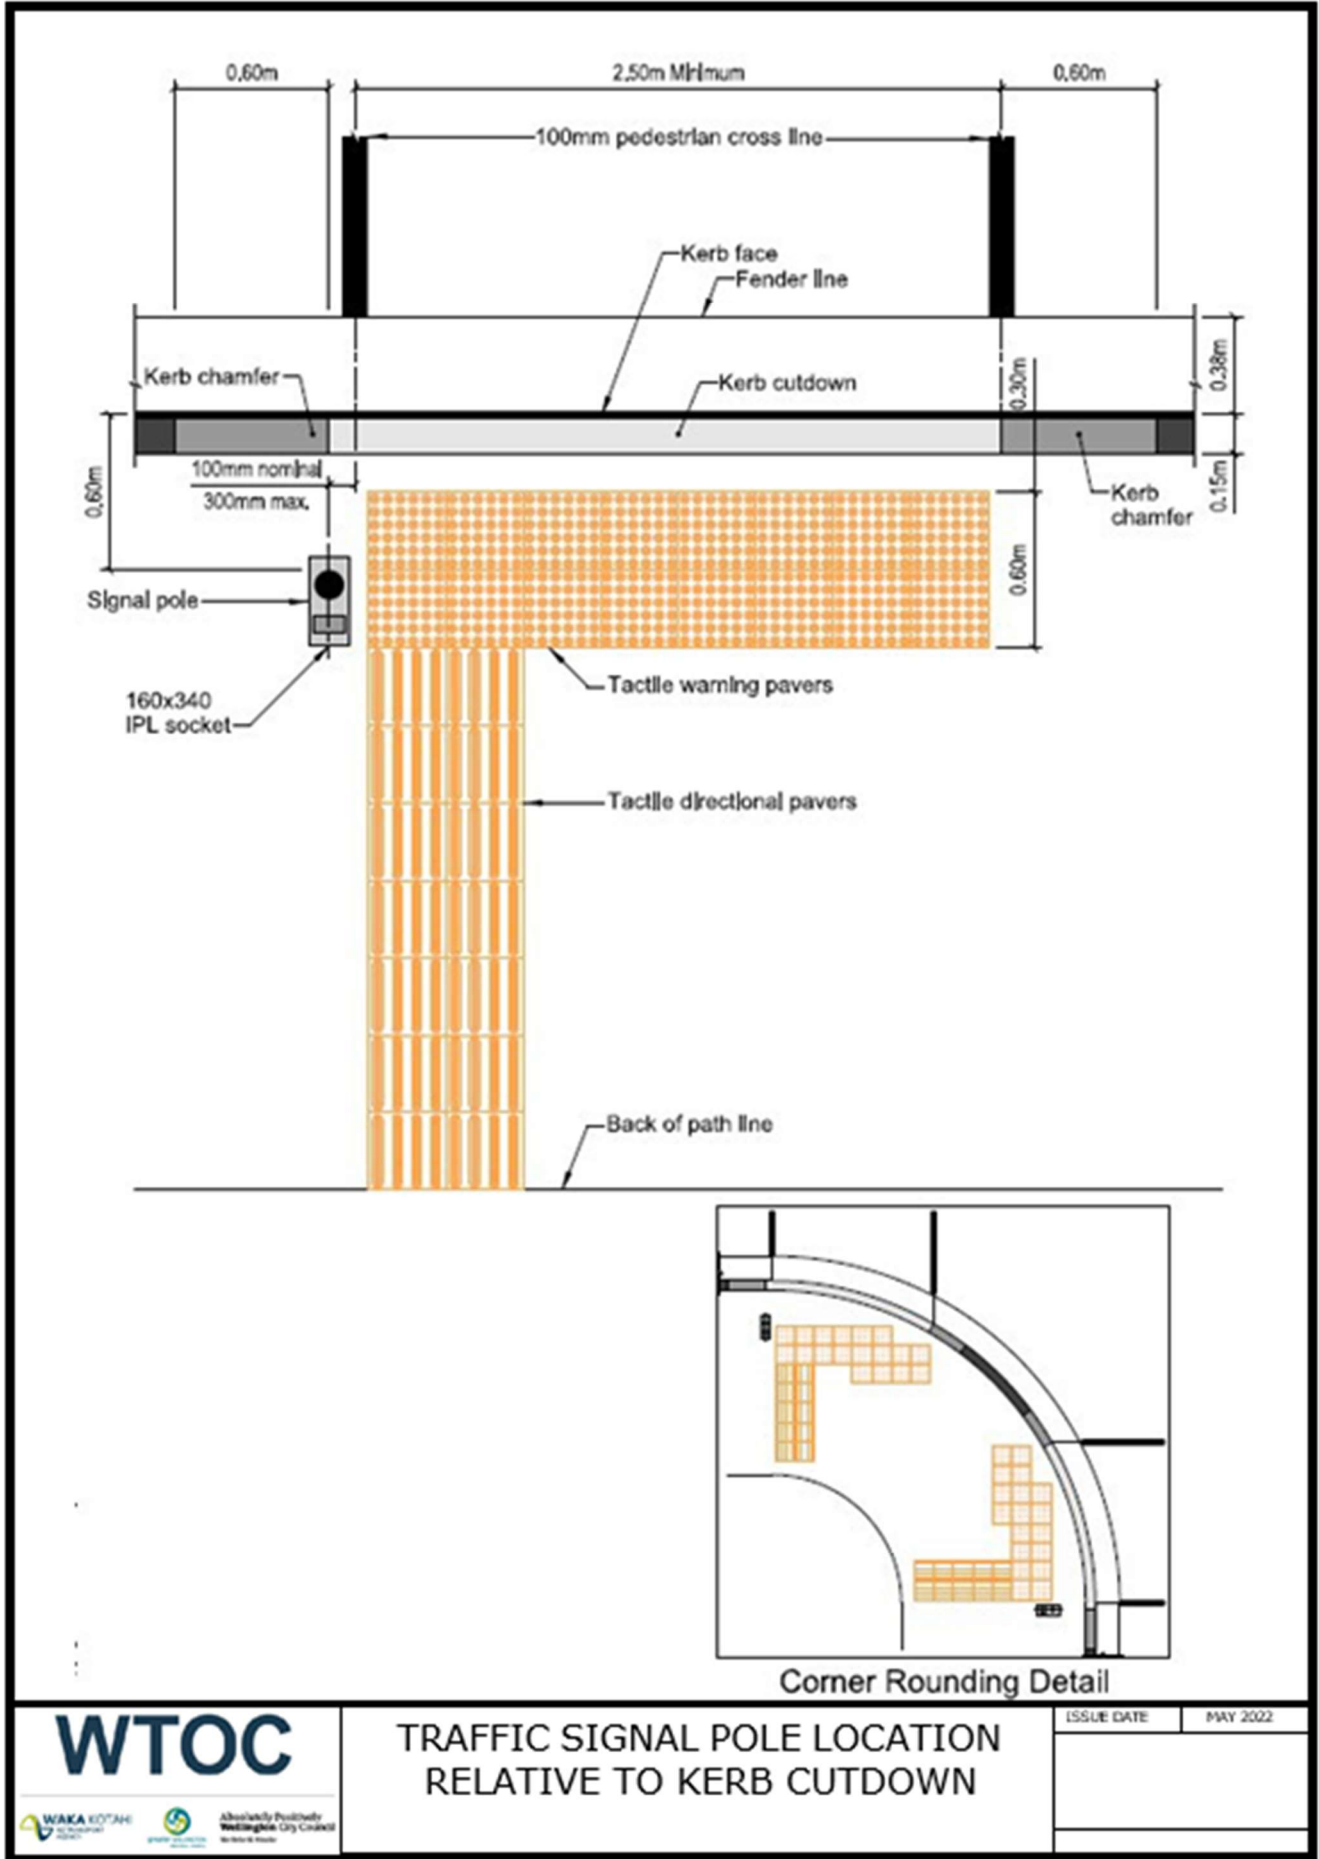 0.60m
2.50m Minimum
0.60m
100mm pedestrian cross line
Kerb face
Fender line
Kerb chamfer
Kerb cutdown
0.30m
0.38m
0.60m
100mm nominal
300mm max.
Kerb
chamfer
0.15m
0.60m
Signal pole
Tactile warning pavers
160x340
IPL socket
Tactile directional pavers
Back of path line
Corner Rounding Detail
WTOC
TRAFFIC SIGNAL POLE LOCATION
RELATIVE TO KERB CUTDOWN
ISSUE DATE
MAY 2022
WAKA KOTAHI
Absolutely Positively
Wellington City Council